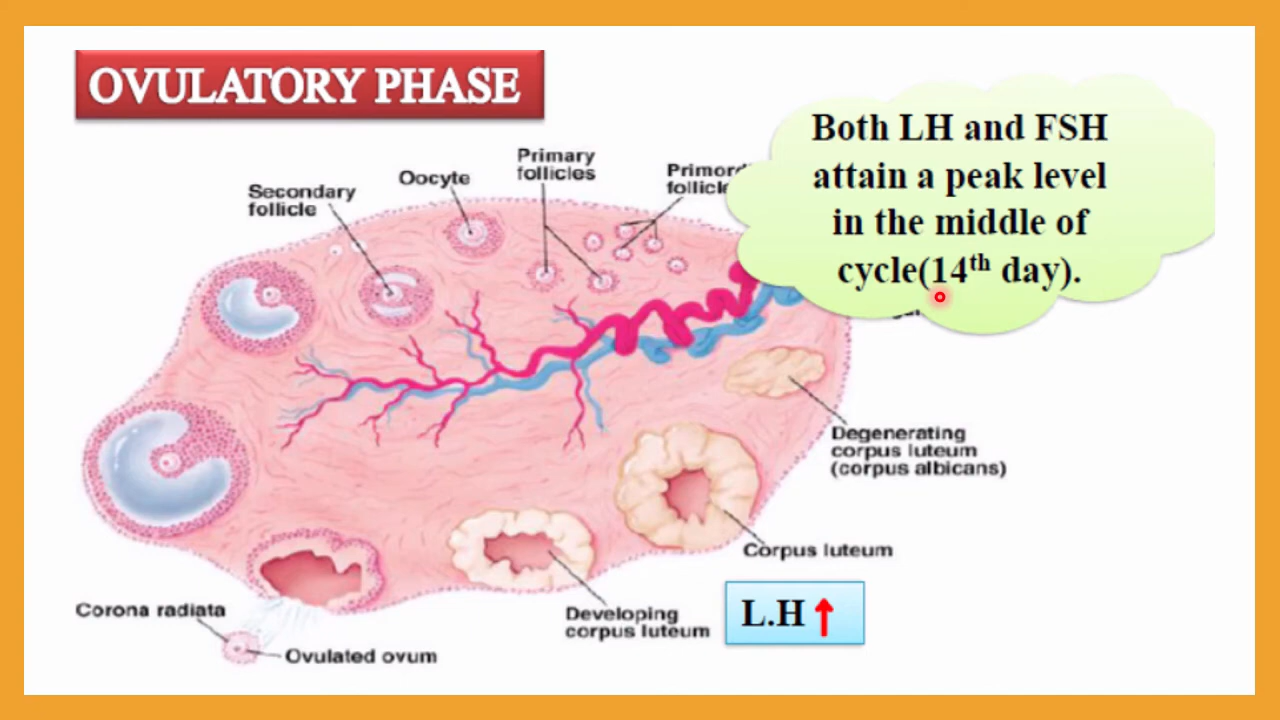 OVULATORY PHASE
Both LH and FSH
attain a peak level
in the middle of
cycle(14th day).
Primary
follicles
Oocyte
Secondary
follicle
Degenerating
corpus luteum
(corpus albicans)
Corpus luteum
L.H
Developing
corpus luteum
Corona radiata
Ovulated ovum